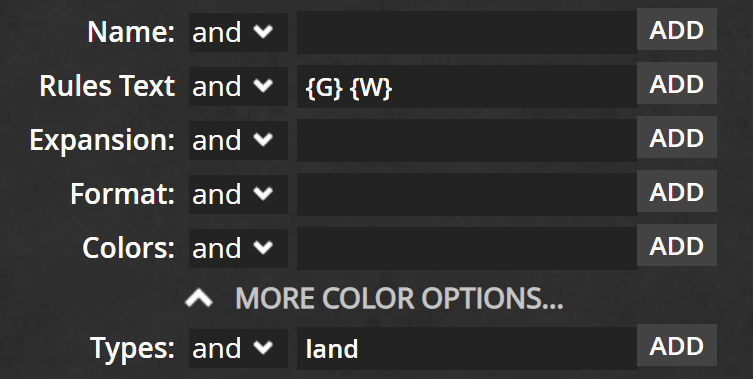 Name: and ADD
Rules Text and {G} {W} ADD
Expansion: and ADD
Format: and ADD
Colors: and ADD
MORE COLOR OPTIONS...
Types: and land ADD